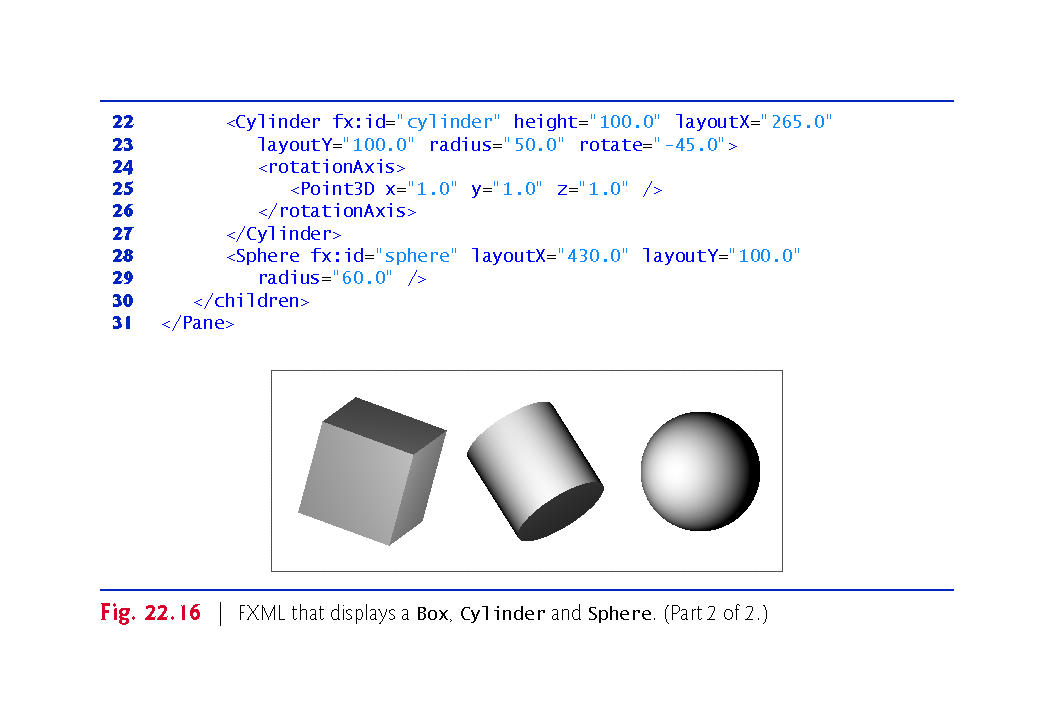 22 <Cylinder fx:id="cylinder" height="100.0" layoutX="265.0"
23 layoutY="100.0" radius="50.0" rotate="-45.0">
24 <rotationAxis>
25 <Point3D x="1.0" y="1.0" z="1.0" />
26 </rotationAxis>
27 </Cylinder>
28 <Sphere fx:id="sphere" layoutX="430.0" layoutY="100.0"
29 radius="60.0" />
30 </children>
31 </Pane>
Fig. 22.16 | FXML that displays a Box, Cylinder and Sphere. (Part 2 of 2.)